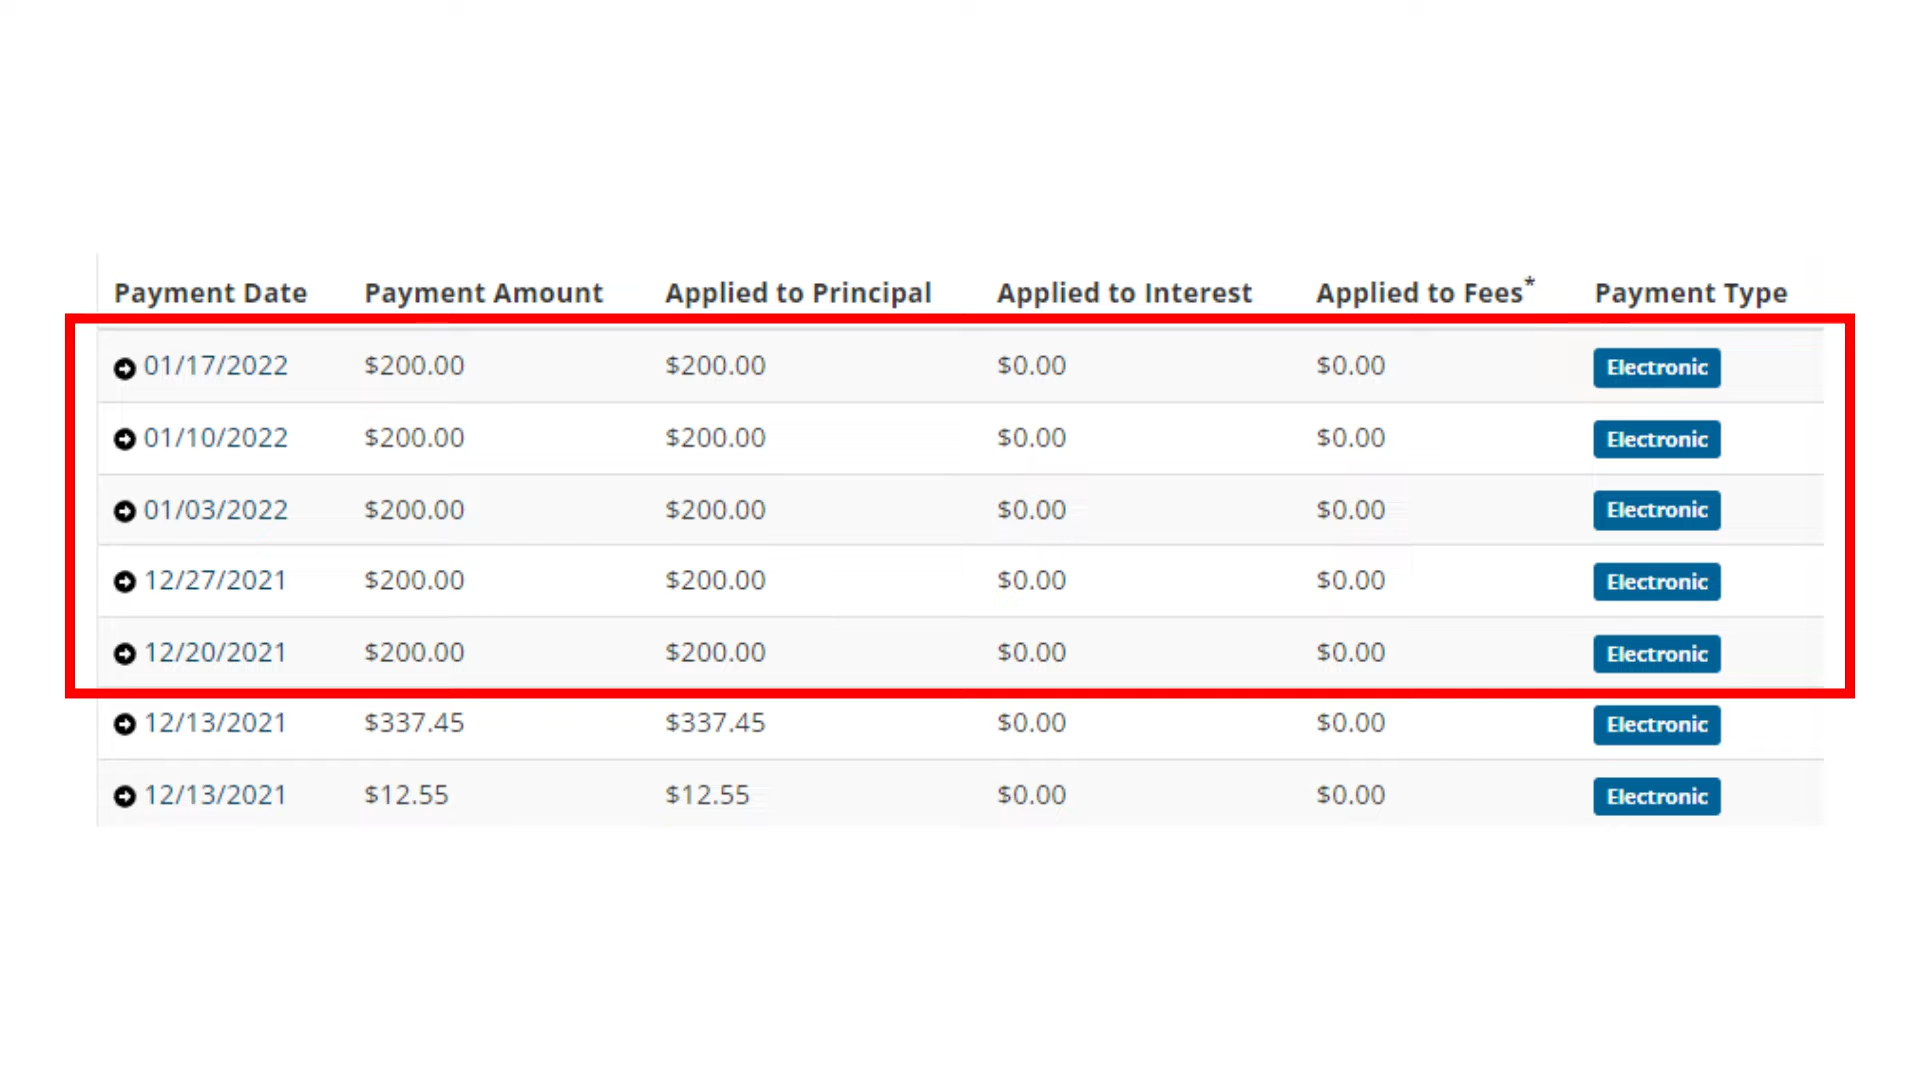 Payment Date Payment Amount Applied to Principal Applied to Interest Applied to Fees* Payment Type
01/17/2022 $200.00 $200.00 $0.00 $0.00 Electronic
01/10/2022 $200.00 $200.00 $0.00 $0.00 Electronic
01/03/2022 $200.00 $200.00 $0.00 $0.00 Electronic
12/27/2021 $200.00 $200.00 $0.00 $0.00 Electronic
12/20/2021 $200.00 $200.00 $0.00 $0.00 Electronic
12/13/2021 $337.45 $337.45 $0.00 $0.00 Electronic
12/13/2021 $12.55 $12.55 $0.00 $0.00 Electronic